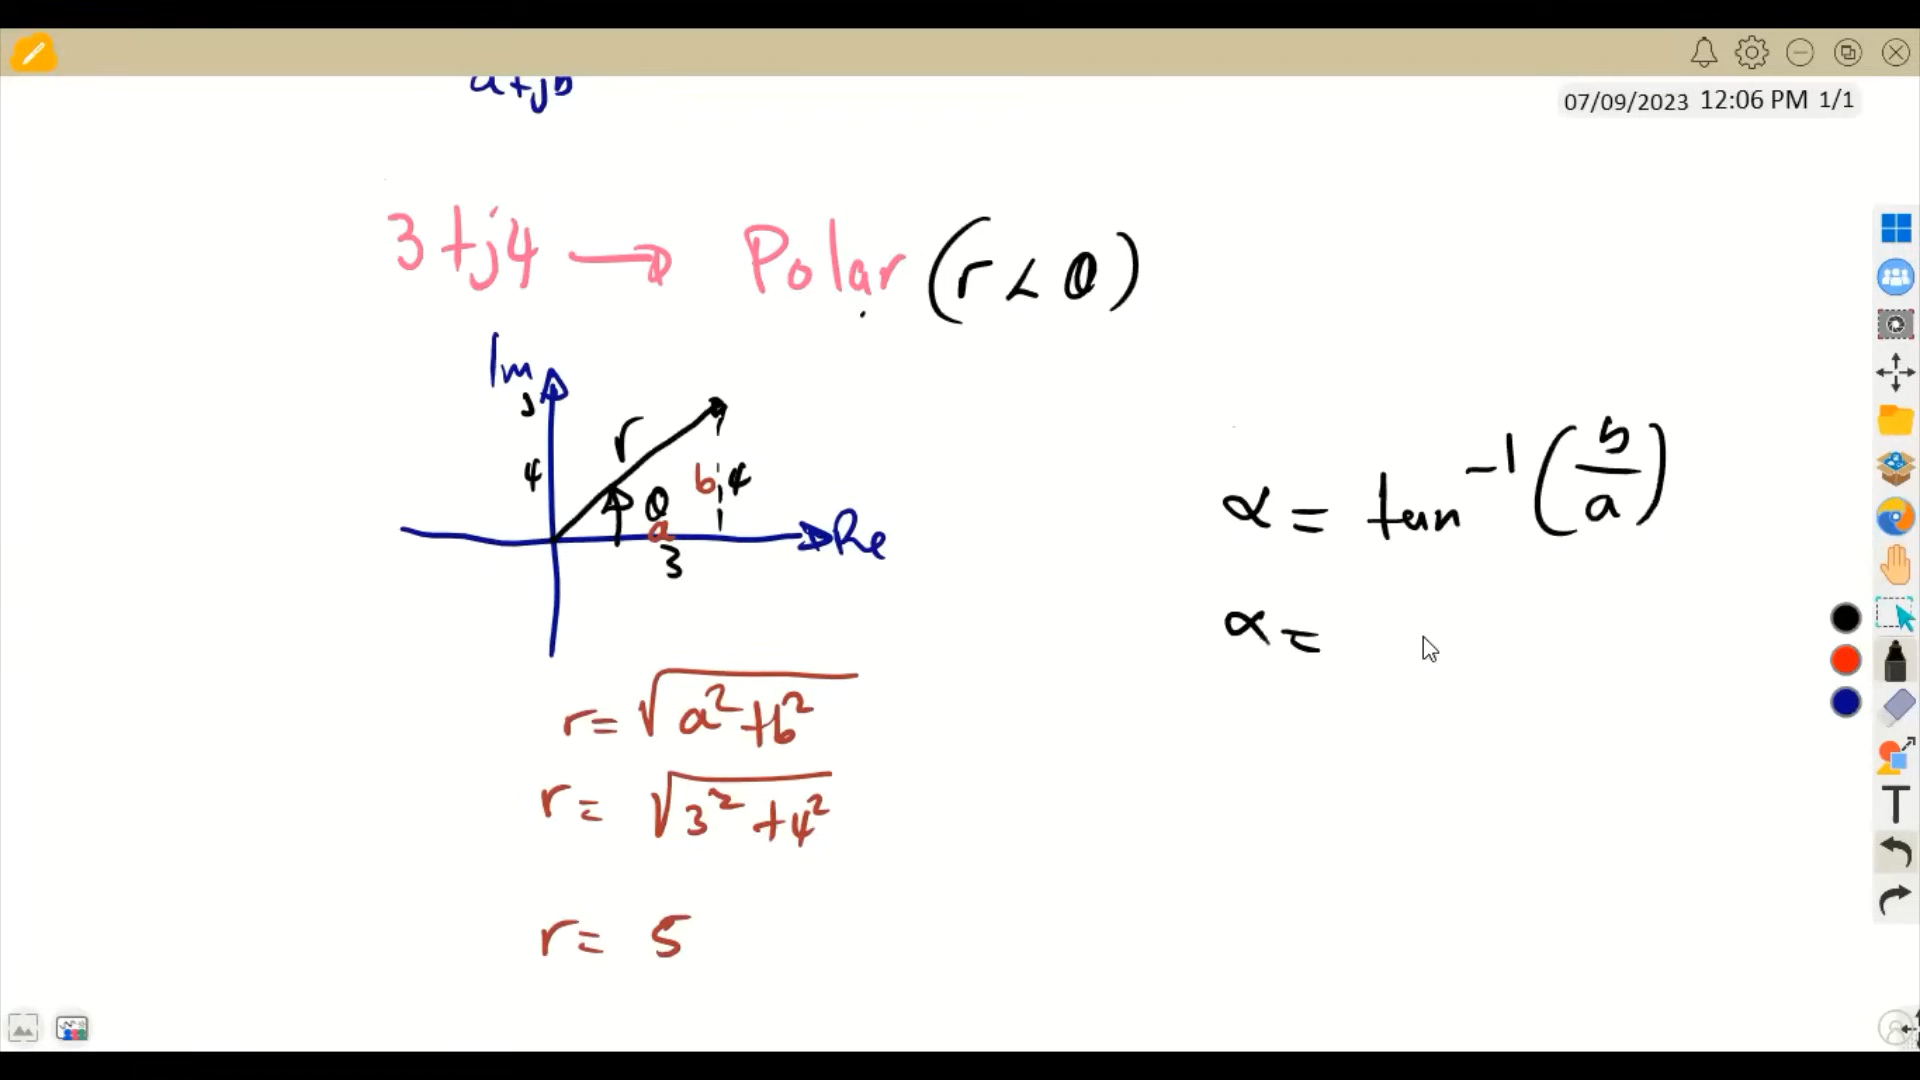 a+jb
07/09/2023 12:06 PM 1/1
3+j4 → Polar (r < θ)
Im
j
r
4
θ
b
4
a
Re
3
α = tan⁻¹(b/a)
α =
r = √a²+b²
r = √3²+4²
r = 5
T